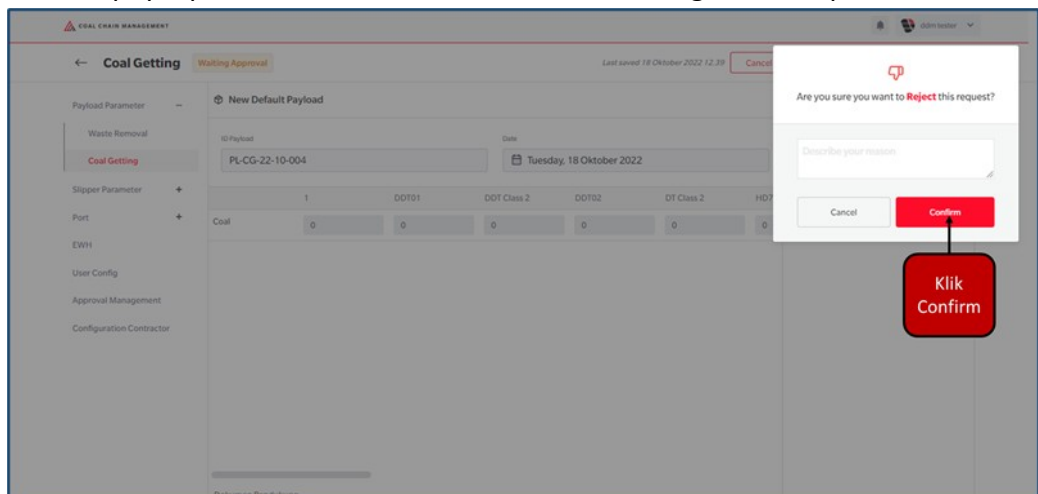 COAL CHAIN MANAGEMENT
ddm tester
Coal Getting Waiting Approval Last saved 18 Oktober 2022 12.39 Cancel
Are you sure you want to Reject this request?
Describe your reason
Cancel Confirm
Klik
Confirm
Payload Parameter
Waste Removal
Coal Getting
Slipper Parameter
Port
EWH
User Config
Approval Management
Configuration Contractor
New Default Payload
ID Payload Date
PL-CG-22-10-004 Tuesday, 18 Oktober 2022
1 DDT01 DDT Class 2 DDT02 DT Class 2 HD7
Coal 0 0 0 0 0 0